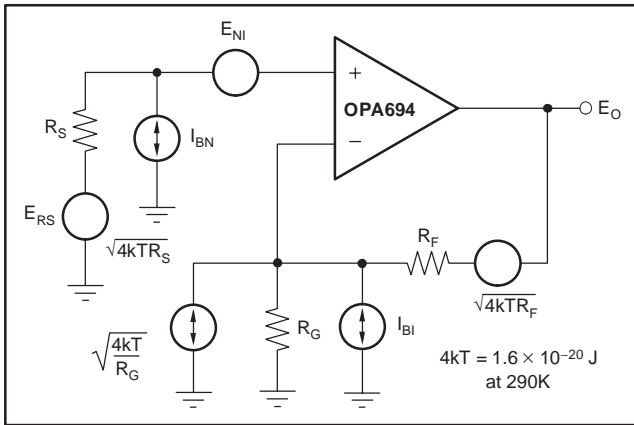 E_NI
+
OPA694
−
E_O
R_S
I_BN
E_RS
√4kTR_S
R_F
√4kTR_F
√4kT/R_G
R_G
I_BI
4kT = 1.6 × 10⁻²⁰ J
at 290K